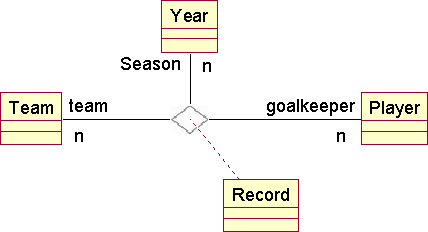 Year
Season n
Team team goalkeeper Player
n n
Record